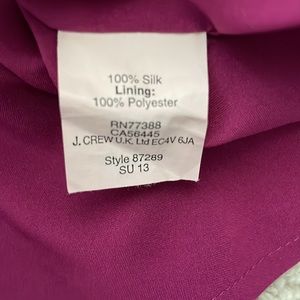 100% Silk
Lining:
100% Polyester
RN77388
CA56445
J. CREW U.K. Ltd EC4V 6JA
Style 87289
SU 13